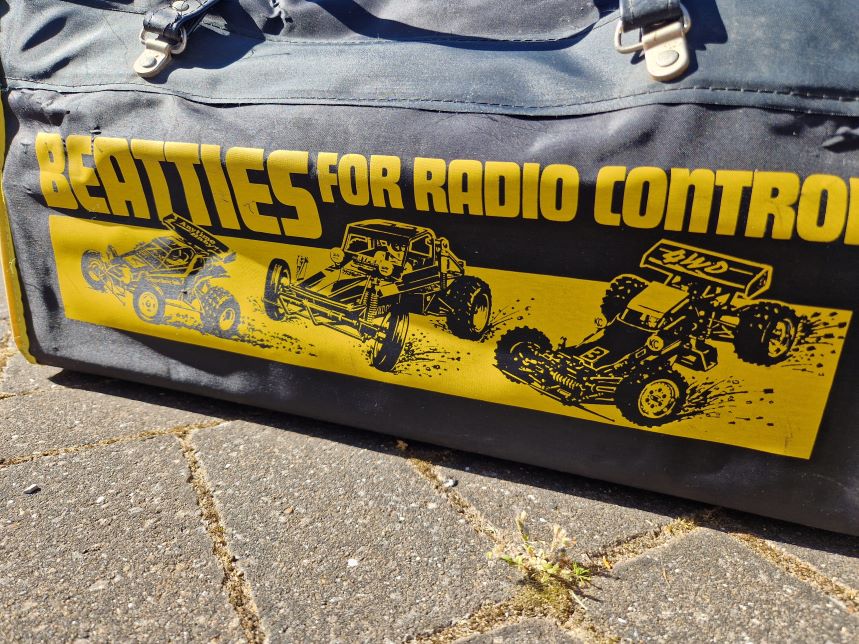 BEATTIES FOR RADIO CONTRO
4WD